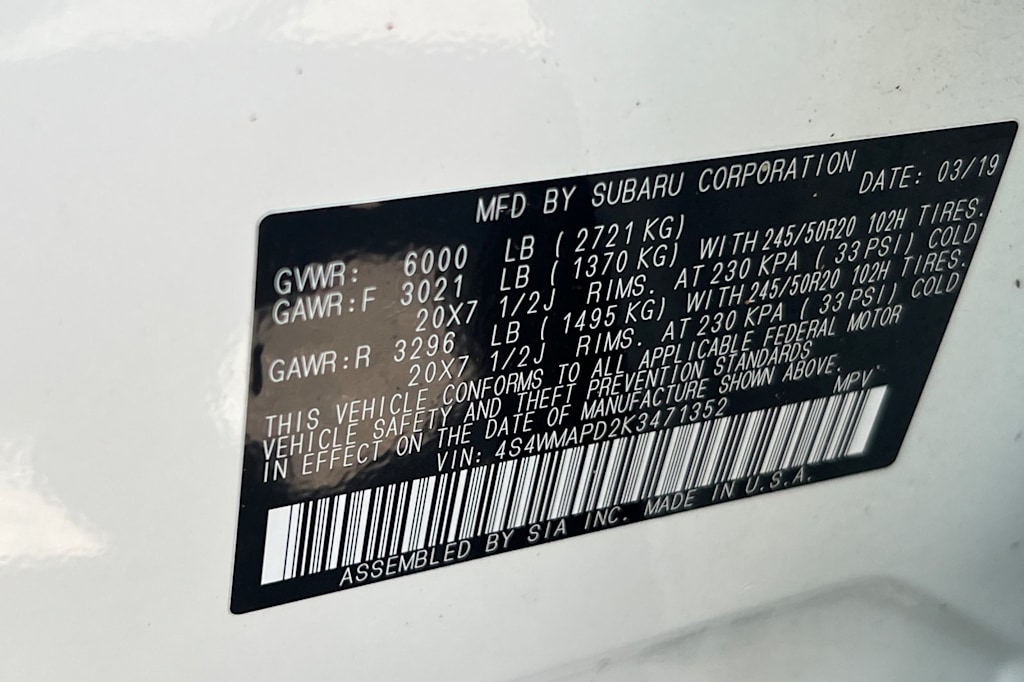 MFD BY SUBARU CORPORATION
DATE: 03/19
GVWR: 6000 LB ( 2721 KG)
GAWR:F 3021 LB ( 1370 KG) WITH 245/50R20 102H TIRES.
20X7 1/2J RIMS. AT 230 KPA ( 33 PSI) COLD
GAWR:R 3296 LB ( 1495 KG) WITH 245/50R20 102H TIRES.
20X7 1/2J RIMS. AT 230 KPA ( 33 PSI) COLD
THIS VEHICLE CONFORMS TO ALL APPLICABLE FEDERAL MOTOR
VEHICLE SAFETY AND THEFT PREVENTION STANDARDS
IN EFFECT ON THE DATE OF MANUFACTURE SHOWN ABOVE.
VIN: 4S4WMAPD2K3471352 MPV
ASSEMBLED BY SIA INC. MADE IN U.S.A.